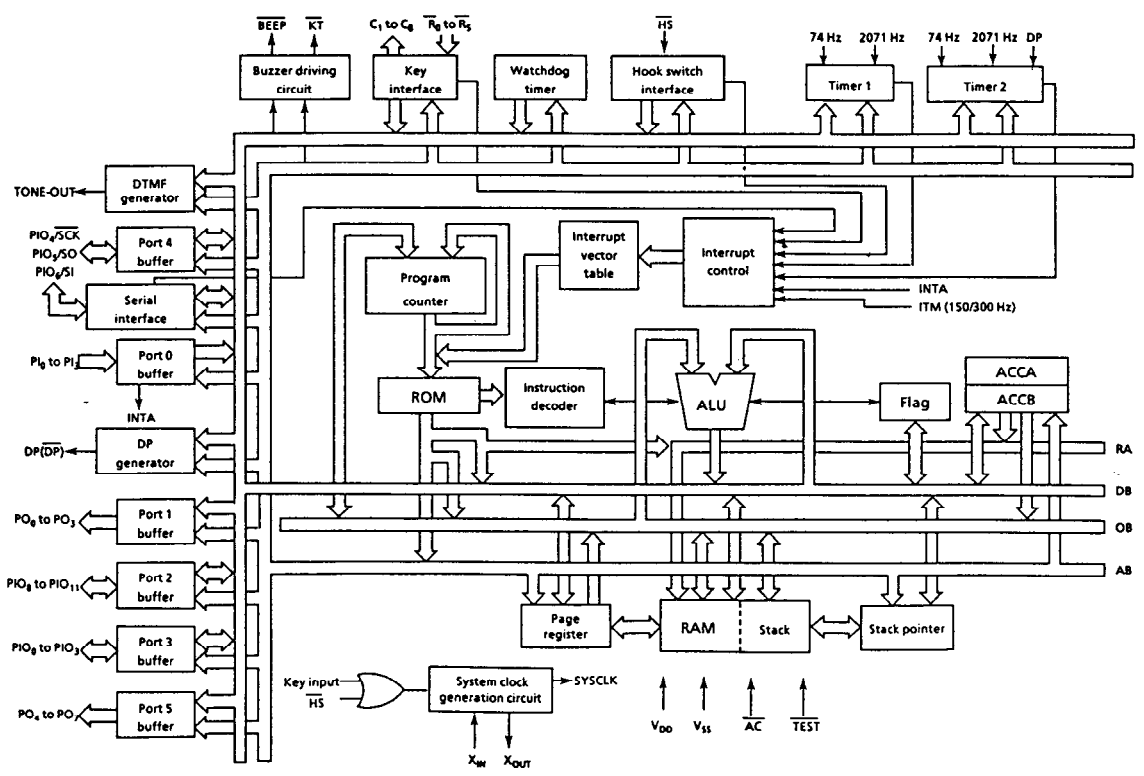 BEEP KT C1 to C8 R0 to R5 HS 74 Hz 2071 Hz 74 Hz 2071 Hz DP
Buzzer driving
circuit
Key
interface
Watchdog
timer
Hook switch
interface
Timer 1
Timer 2
TONE-OUT
DTMF
generator
PIO4/SCK
PIO5/SO
PIO6/SI
Port 4
buffer
Serial
interface
PI0 to PI3
Port 0
buffer
INTA
DP(DP)
DP
generator
PO0 to PO3
Port 1
buffer
PIO8 to PIO11
Port 2
buffer
PIO0 to PIO3
Port 3
buffer
PO4 to PO7
Port 5
buffer
Program
counter
Interrupt
vector
table
Interrupt
control
INTA
ITM (150/300 Hz)
ROM
Instruction
decoder
ALU
Flag
ACCA
ACCB
RA
DB
OB
AB
Page
register
RAM
Stack
Stack pointer
Key input
HS
System clock
generation circuit
SYSCLK
XIN XOUT
VDD VSS AC TEST